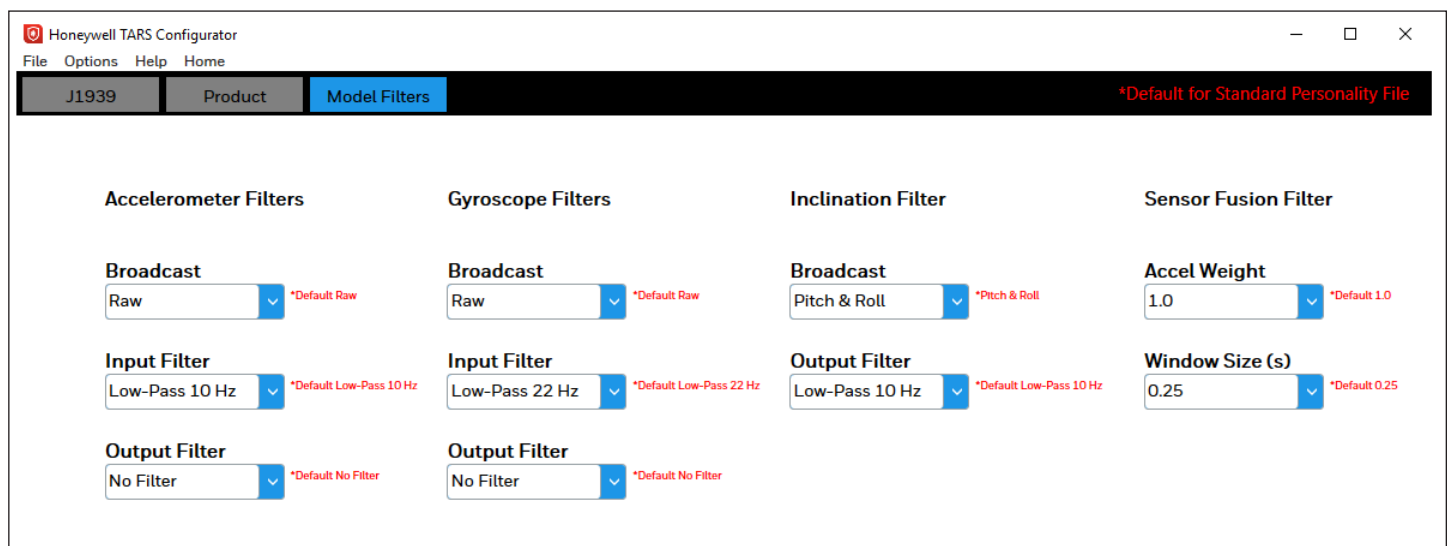 Honeywell TARS Configurator
File Options Help Home
J1939 Product Model Filters *Default for Standard Personality File
Accelerometer Filters Gyroscope Filters Inclination Filter Sensor Fusion Filter
Broadcast Broadcast Broadcast Accel Weight
Raw *Default Raw Raw *Default Raw Pitch & Roll *Pitch & Roll 1.0 *Default 1.0
Input Filter Input Filter Output Filter Window Size (s)
Low-Pass 10 Hz *Default Low-Pass 10 Hz Low-Pass 22 Hz *Default Low-Pass 22 Hz Low-Pass 10 Hz *Default Low-Pass 10 Hz 0.25 *Default 0.25
Output Filter Output Filter
No Filter *Default No Filter No Filter *Default No Filter